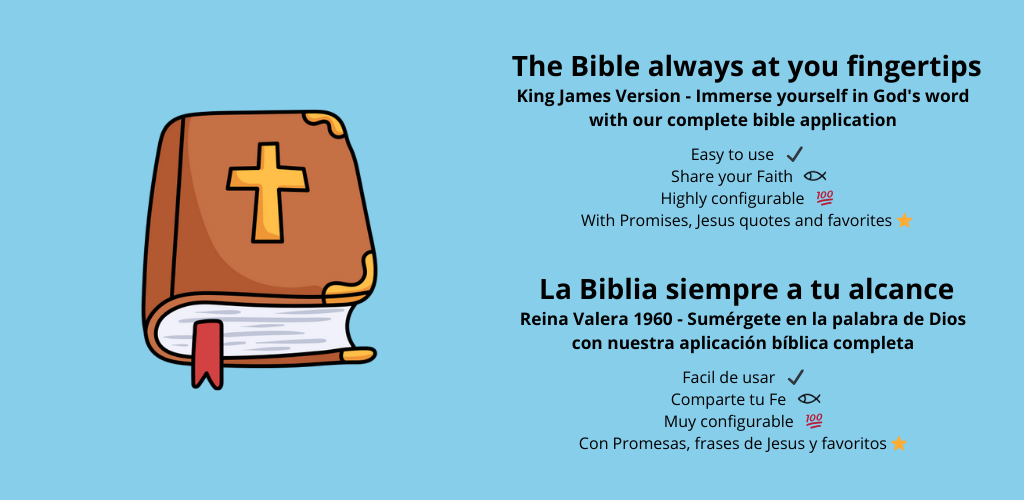 The Bible always at you fingertips
King James Version - Immerse yourself in God's word
with our complete bible application
Easy to use ✔
Share your Faith
Highly configurable 💯
With Promises, Jesus quotes and favorites ⭐
La Biblia siempre a tu alcance
Reina Valera 1960 - Sumérgete en la palabra de Dios
con nuestra aplicación bíblica completa
Facil de usar ✔
Comparte tu Fe
Muy configurable 💯
Con Promesas, frases de Jesus y favoritos ⭐